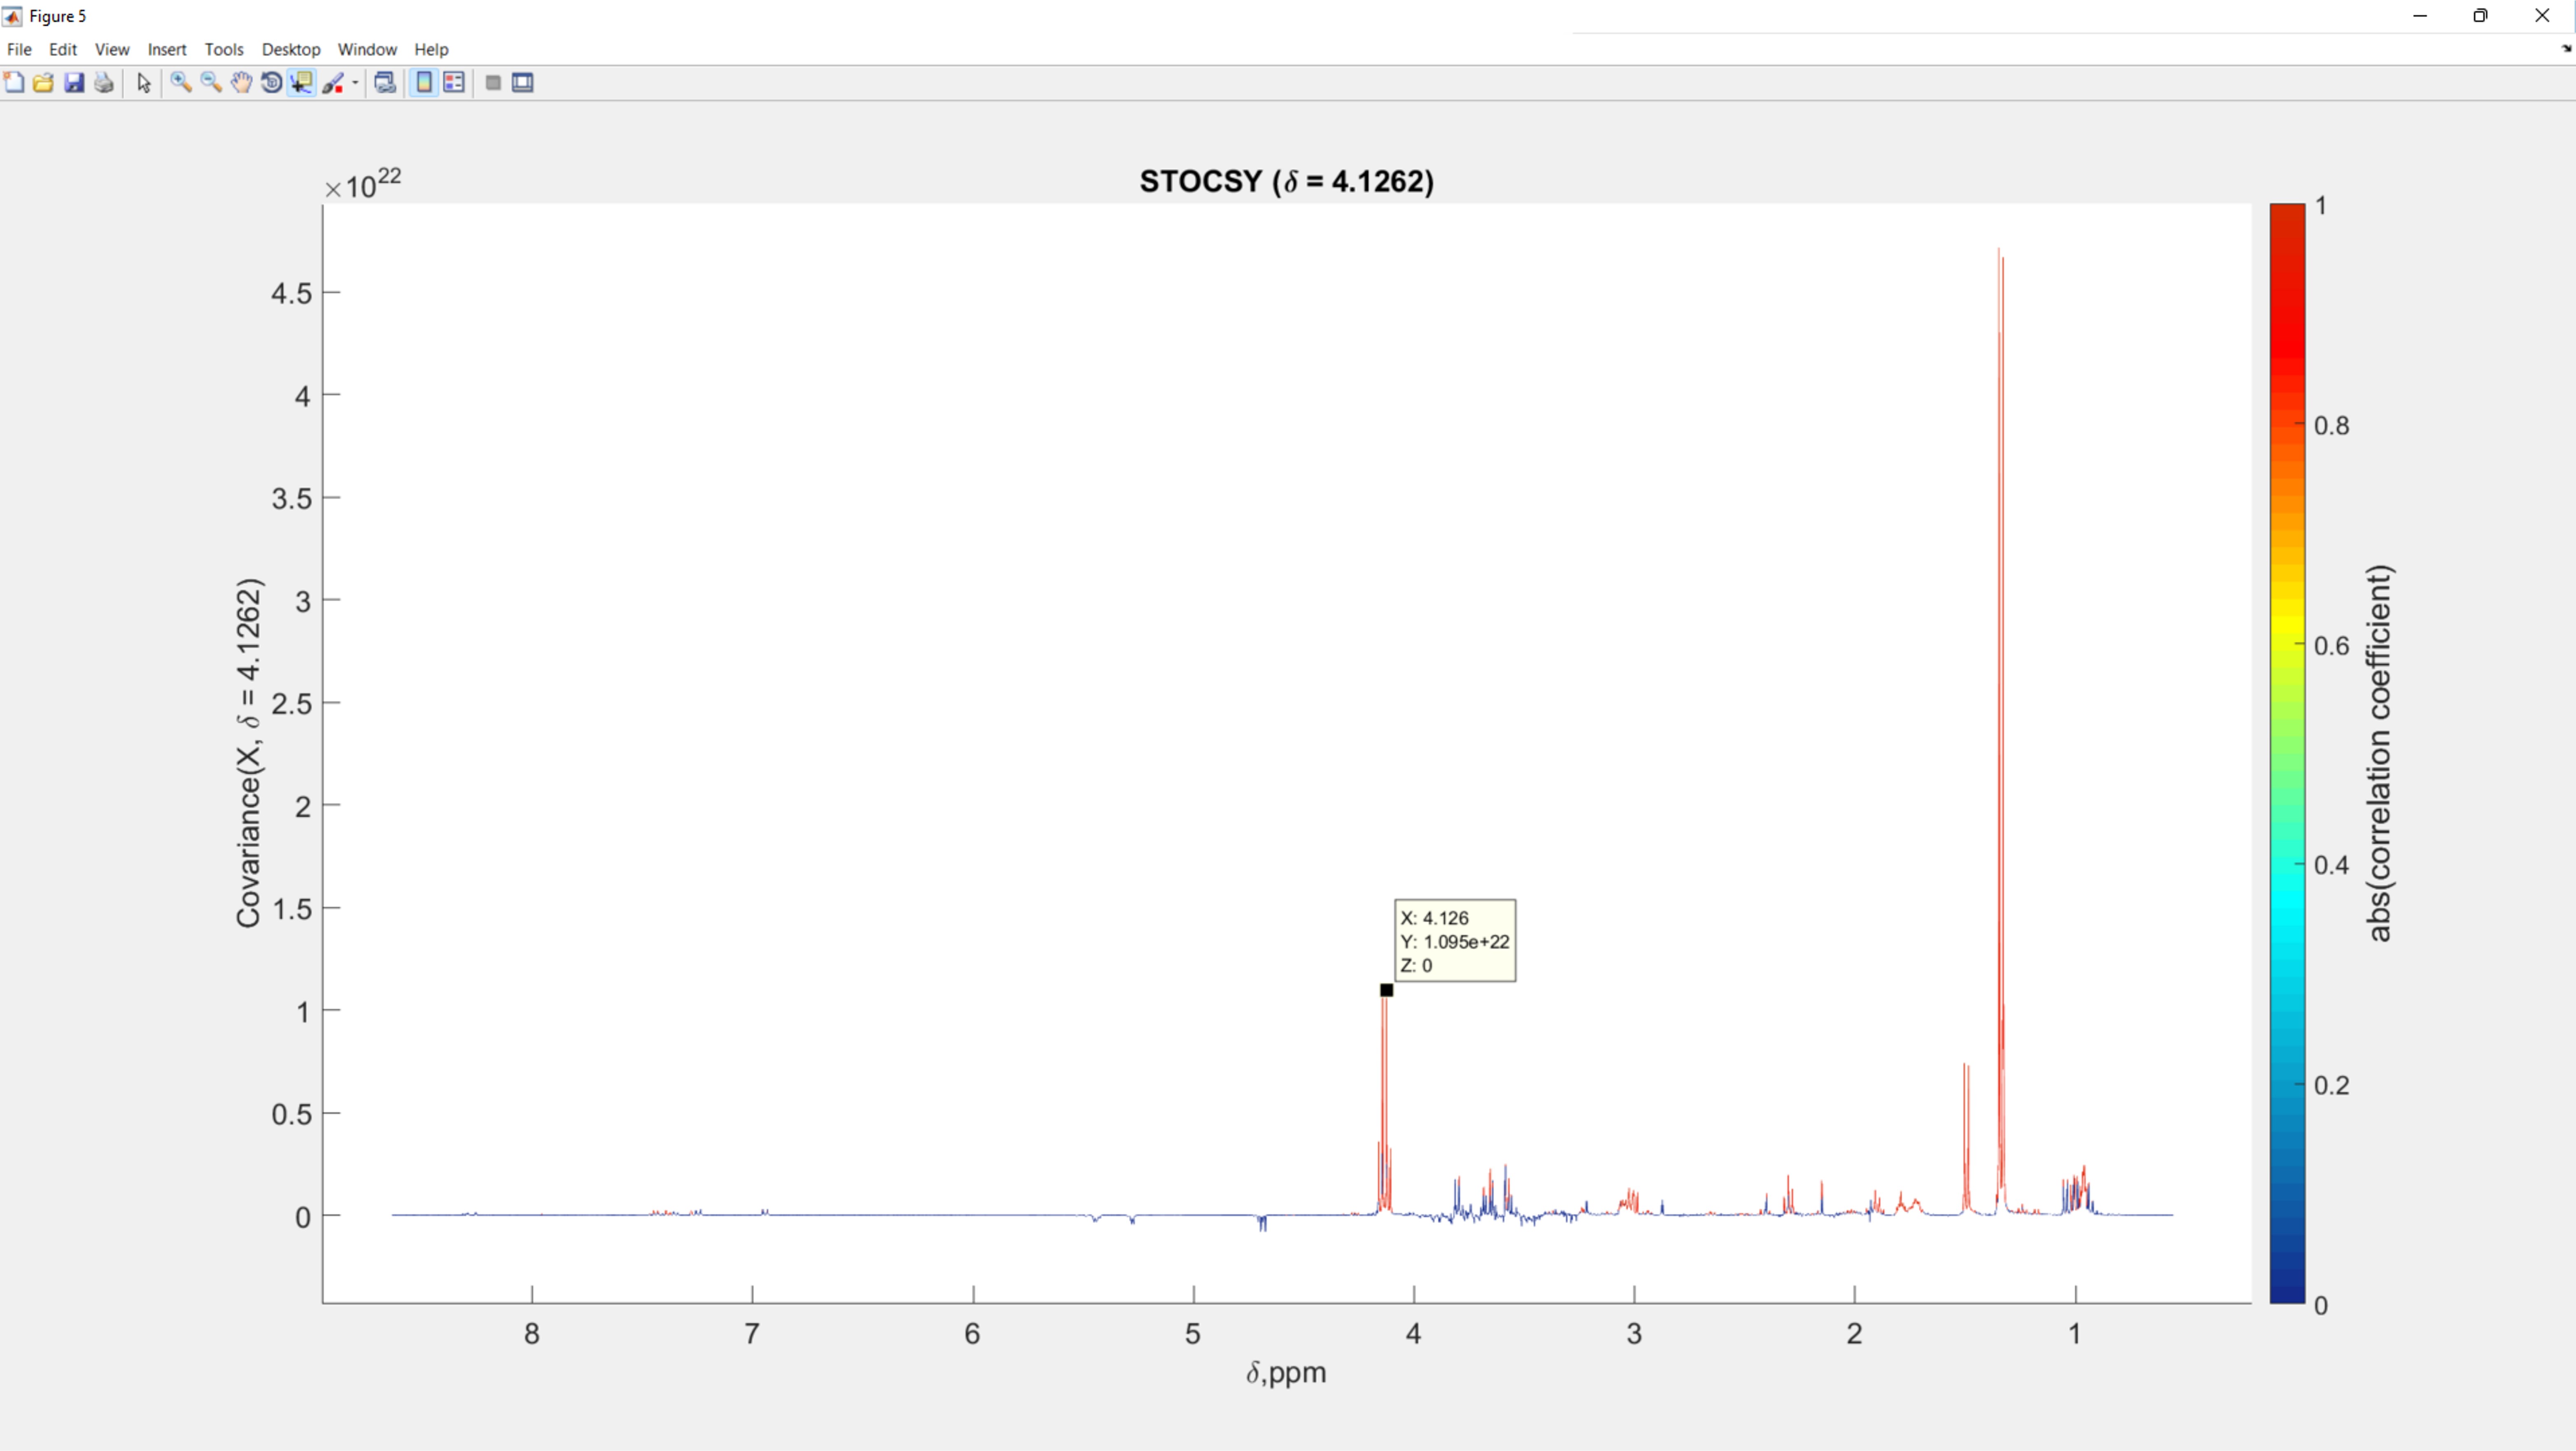 Figure 5
File Edit View Insert Tools Desktop Window Help
×10^22
STOCSY (δ = 4.1262)
Covariance(X, δ = 4.1262)
4.5
4
3.5
3
2.5
2
1.5
1
0.5
0
X: 4.126
Y: 1.095e+22
Z: 0
8 7 6 5 4 3 2 1
δ,ppm
1
0.8
0.6
0.4
0.2
0
abs(correlation coefficient)